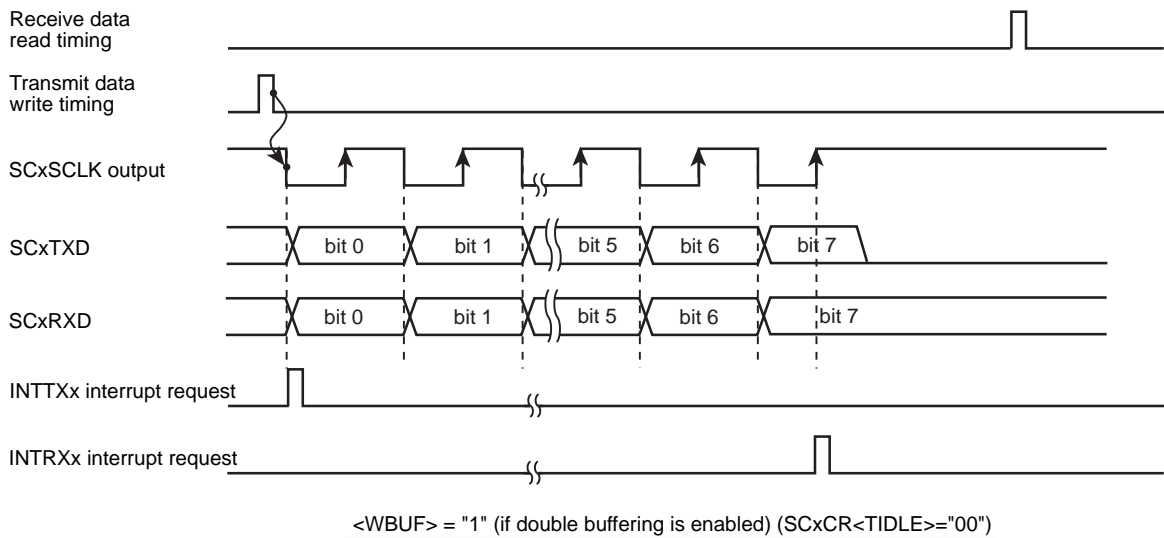 Receive data
read timing
Transmit data
write timing
SCxSCLK output
SCxTXD
bit 0
bit 1
bit 5
bit 6
bit 7
SCxRXD
bit 0
bit 1
bit 5
bit 6
bit 7
INTTXx interrupt request
INTRXx interrupt request
<WBUF> = "1" (if double buffering is enabled) (SCxCR<TIDLE>="00")